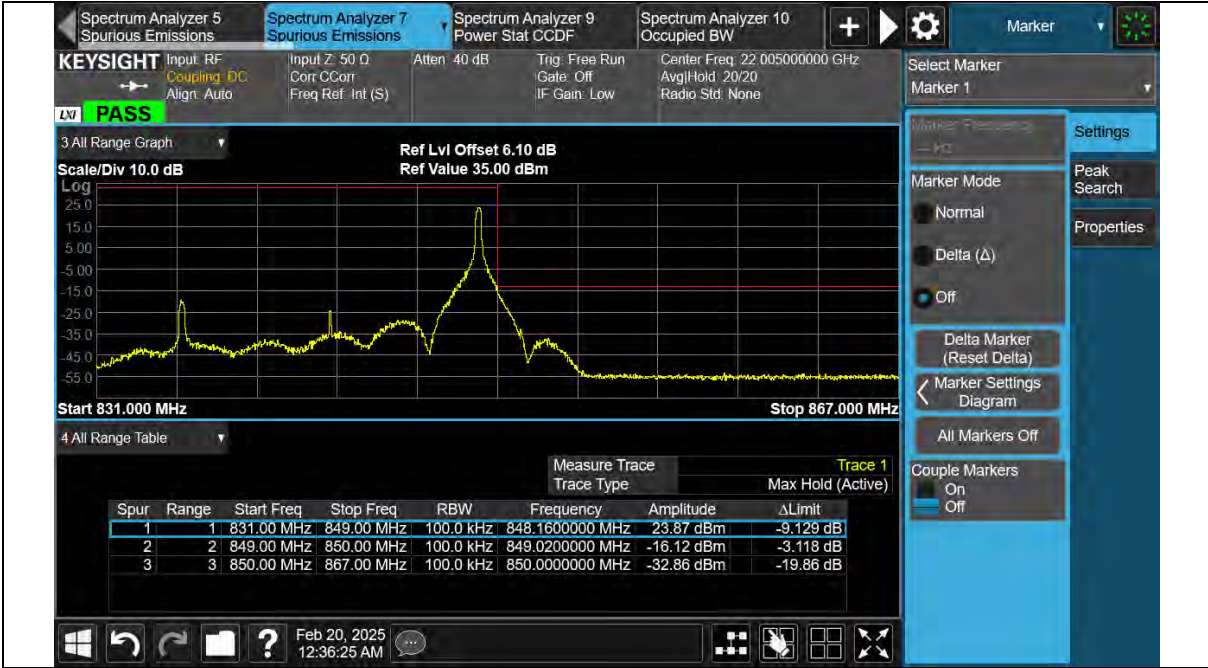 Spectrum Analyzer 5
Spurious Emissions
Spectrum Analyzer 7
Spurious Emissions
Spectrum Analyzer 9
Power Stat CCDF
Spectrum Analyzer 10
Occupied BW
Marker
KEYSIGHT
Input: RF
Coupling: DC
Align: Auto
Input Z: 50 Ω
Corr CCorr
Freq Ref: Int (S)
Atten: 40 dB
Trig: Free Run
Gate: Off
IF Gain: Low
Center Freq: 22.005000000 GHz
Avg|Hold: 20/20
Radio Std: None
LXI PASS
Select Marker
Marker 1
3 All Range Graph
Ref Lvl Offset 6.10 dB
Scale/Div 10.0 dB
Ref Value 35.00 dBm
Log
25.0
15.0
5.00
-5.00
-15.0
-25.0
-35.0
-45.0
-55.0
Start 831.000 MHz
Stop 867.000 MHz
Marker Frequency
--- Hz
Marker Mode
Normal
Delta (Δ)
Off
Delta Marker
(Reset Delta)
Marker Settings
Diagram
All Markers Off
Couple Markers
On
Off
Settings
Peak
Search
Properties
4 All Range Table
Measure Trace Trace 1
Trace Type Max Hold (Active)
Spur Range Start Freq Stop Freq RBW Frequency Amplitude ΔLimit
1 1 831.00 MHz 849.00 MHz 100.0 kHz 848.1600000 MHz 23.87 dBm -9.129 dB
2 2 849.00 MHz 850.00 MHz 100.0 kHz 849.0200000 MHz -16.12 dBm -3.118 dB
3 3 850.00 MHz 867.00 MHz 100.0 kHz 850.0000000 MHz -32.86 dBm -19.86 dB
Feb 20, 2025
12:36:25 AM